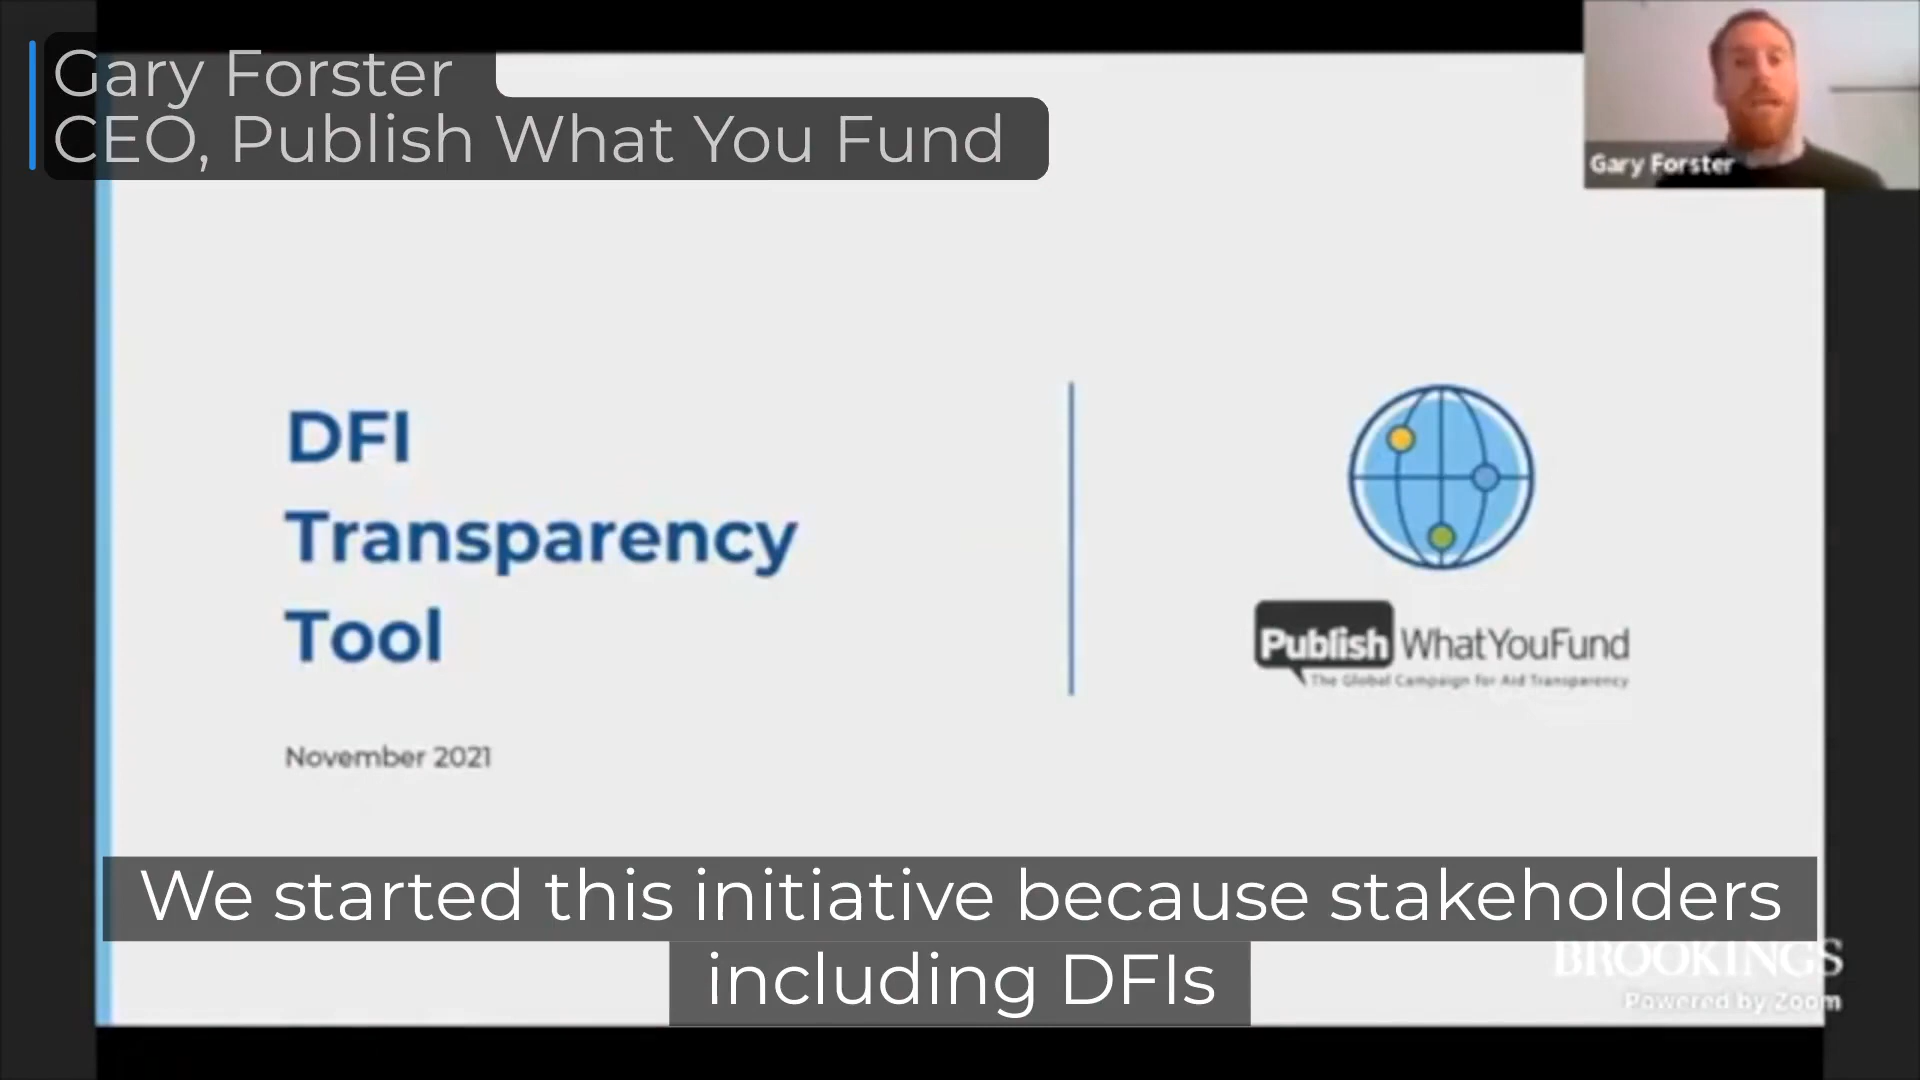 Gary Forster
CEO, Publish What You Fund
Gary Forster
DFI
Transparency
Tool
November 2021
Publish WhatYouFund
The Global Campaign for Aid Transparency
We started this initiative because stakeholders
including DFIs
BROOKINGS
Powered by Zoom